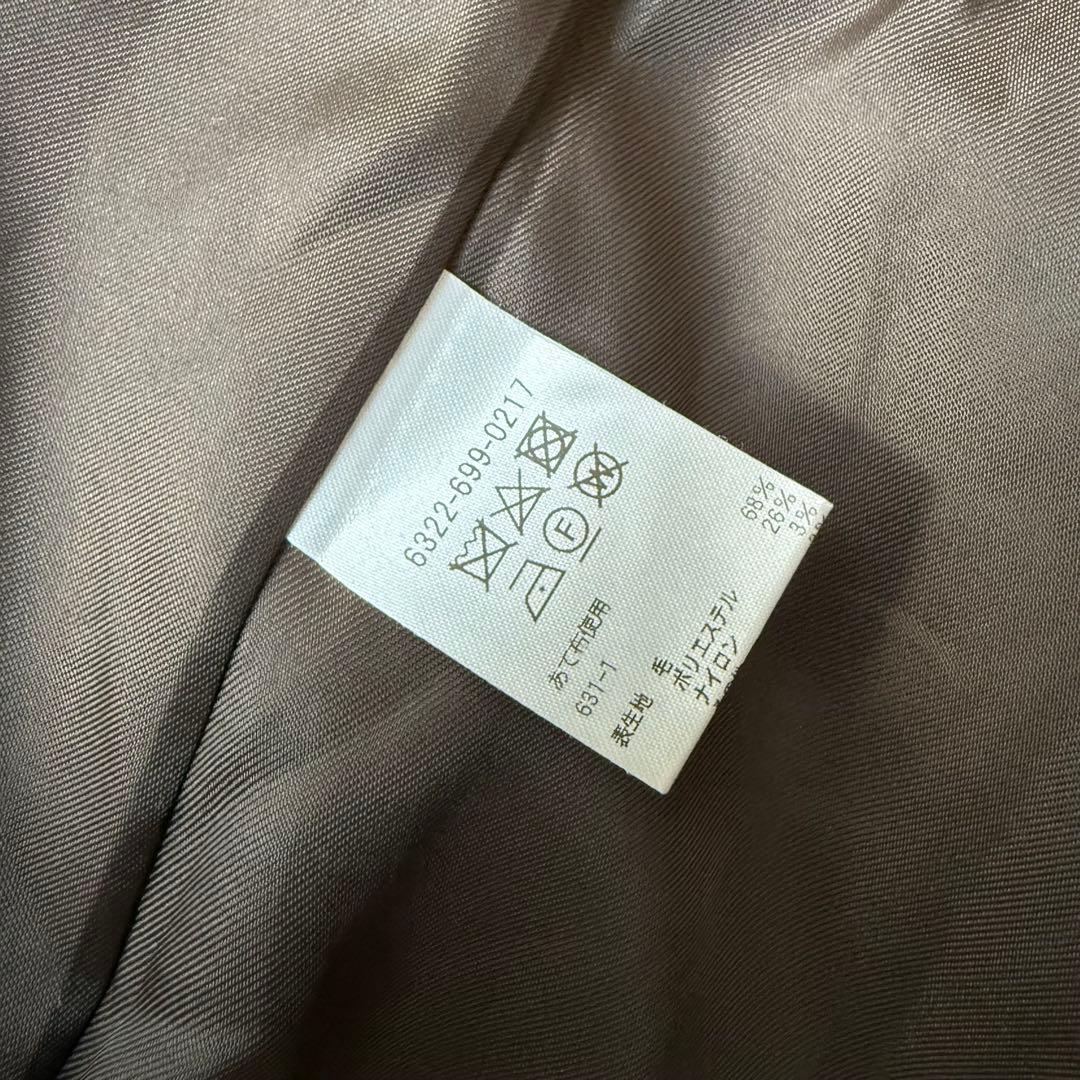 6322-699-0217
F
W
あて布使用
631-1
表生地 毛 68%
ポリエステル 26%
ナイロン 3%